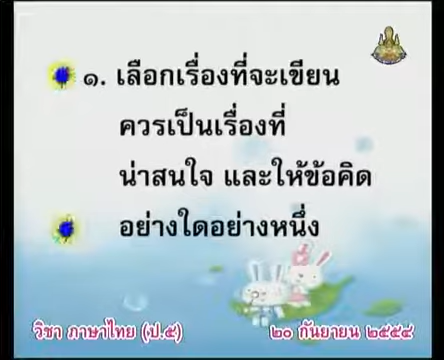 ๑. เลือกเรื่องที่จะเขียน
ควรเป็นเรื่องที่
น่าสนใจ และให้ข้อคิด
อย่างใดอย่างหนึ่ง
วิชา ภาษาไทย (ป.๕)
๒๐ กันยายน ๒๕๕๔